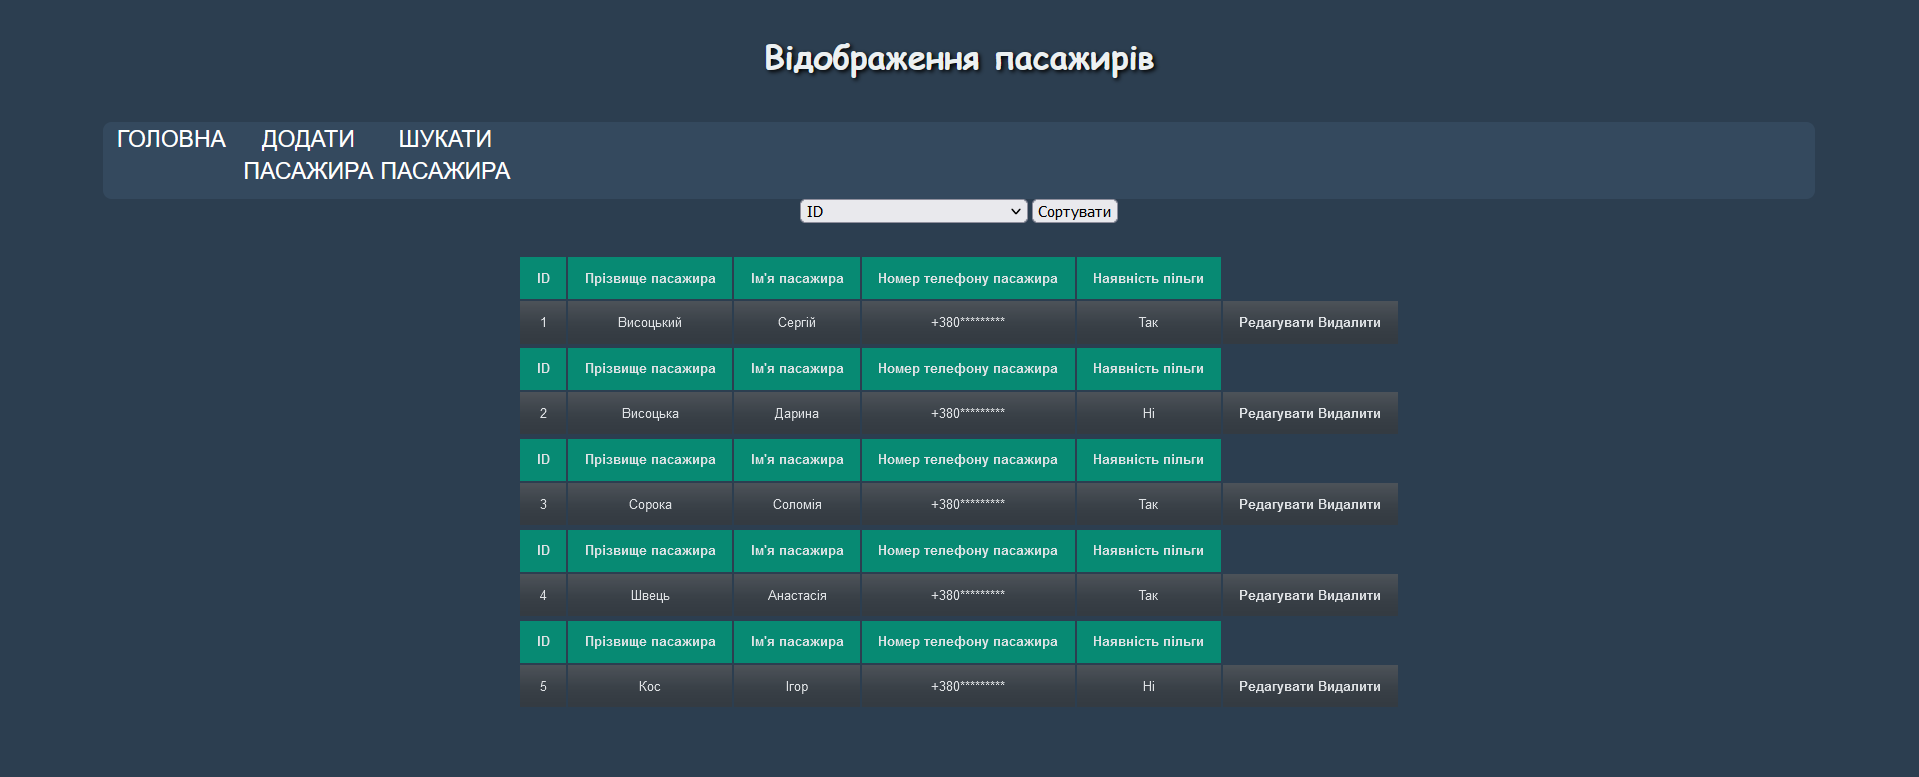 Відображення пасажирів
ГОЛОВНА ДОДАТИ ШУКАТИ
ПАСАЖИРА ПАСАЖИРА
ID Сортувати
ID Прізвище пасажира Ім'я пасажира Номер телефону пасажира Наявність пільги
1 Висоцький Сергій +380********* Так Редагувати Видалити
ID Прізвище пасажира Ім'я пасажира Номер телефону пасажира Наявність пільги
2 Висоцька Дарина +380********* Ні Редагувати Видалити
ID Прізвище пасажира Ім'я пасажира Номер телефону пасажира Наявність пільги
3 Сорока Соломія +380********* Так Редагувати Видалити
ID Прізвище пасажира Ім'я пасажира Номер телефону пасажира Наявність пільги
4 Швець Анастасія +380********* Так Редагувати Видалити
ID Прізвище пасажира Ім'я пасажира Номер телефону пасажира Наявність пільги
5 Кос Ігор +380********* Ні Редагувати Видалити